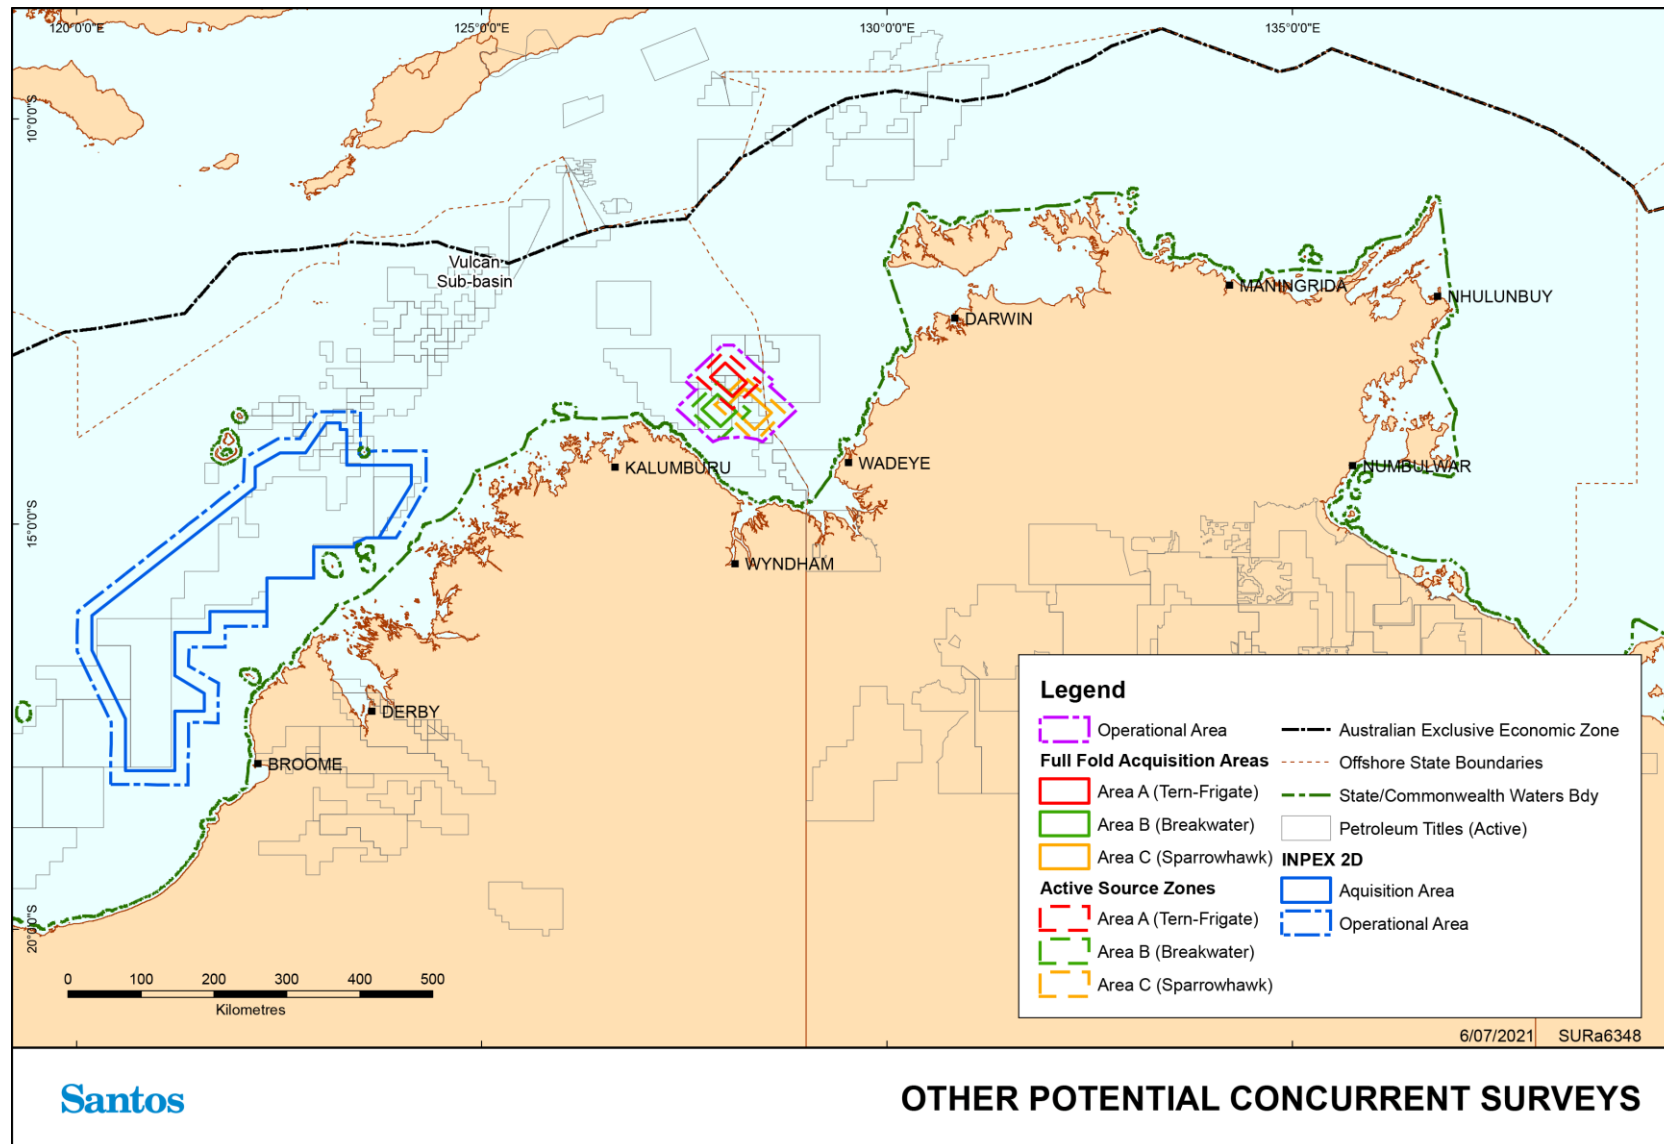 120°0'0"E
125°0'0"E
130°0'0"E
135°0'0"E
10°0'0"S
15°0'0"S
20°0'0"S
Vulcan
Sub-basin
MANINGRIDA
NHULUNBUY
DARWIN
KALUMBURU
WADEYE
NUMBULWAR
WYNDHAM
DERBY
BROOME
0 100 200 300 400 500
Kilometres
Legend
Operational Area
Full Fold Acquisition Areas
Area A (Tern-Frigate)
Area B (Breakwater)
Area C (Sparrowhawk)
Active Source Zones
Area A (Tern-Frigate)
Area B (Breakwater)
Area C (Sparrowhawk)
Australian Exclusive Economic Zone
Offshore State Boundaries
State/Commonwealth Waters Bdy
Petroleum Titles (Active)
INPEX 2D
Aquisition Area
Operational Area
6/07/2021 SURa6348
Santos
OTHER POTENTIAL CONCURRENT SURVEYS